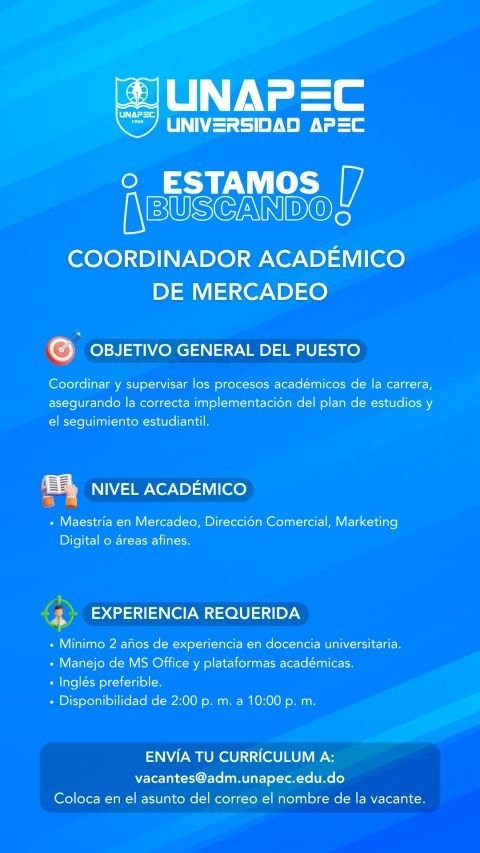 UNAPEC
1965
UNAPEC
UNIVERSIDAD APEC
¡ESTAMOS
BUSCANDO!
COORDINADOR ACADÉMICO
DE MERCADEO
OBJETIVO GENERAL DEL PUESTO
Coordinar y supervisar los procesos académicos de la carrera,
asegurando la correcta implementación del plan de estudios y
el seguimiento estudiantil.
NIVEL ACADÉMICO
• Maestría en Mercadeo, Dirección Comercial, Marketing
Digital o áreas afines.
EXPERIENCIA REQUERIDA
• Mínimo 2 años de experiencia en docencia universitaria.
• Manejo de MS Office y plataformas académicas.
• Inglés preferible.
• Disponibilidad de 2:00 p. m. a 10:00 p. m.
ENVÍA TU CURRÍCULUM A:
vacantes@adm.unapec.edu.do
Coloca en el asunto del correo el nombre de la vacante.